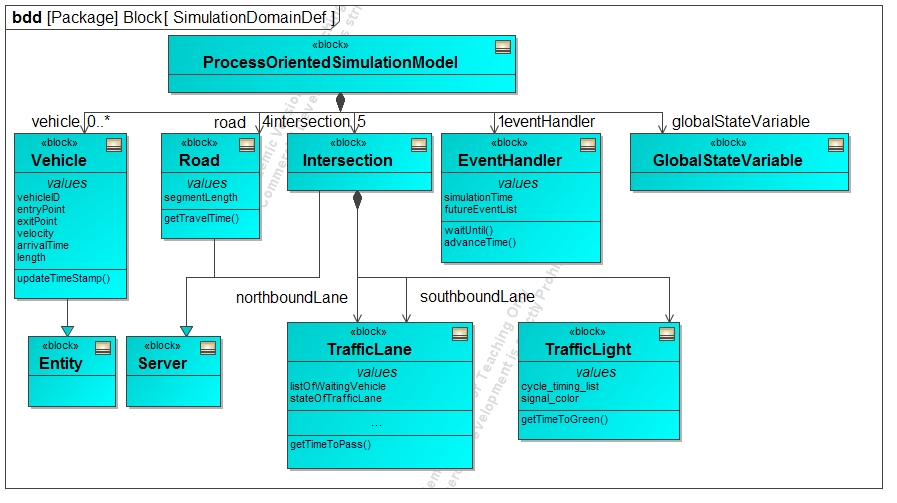 bdd [Package] Block[ SimulationDomainDef ]
«block»
ProcessOrientedSimulationModel
vehicle 0..*
road 4
intersection 5
1 eventHandler
globalStateVariable
«block»
Vehicle
values
vehicleID
entryPoint
exitPoint
velocity
arrivalTime
length
updateTimeStamp()
«block»
Road
values
segmentLength
getTravelTime()
«block»
Intersection
«block»
EventHandler
values
simulationTime
futureEventList
waitUntil()
advanceTime()
«block»
GlobalStateVariable
northboundLane
southboundLane
«block»
Entity
«block»
Server
«block»
TrafficLane
values
listOfWaitingVehicle
stateOfTrafficLane
...
getTimeToPass()
«block»
TrafficLight
values
cycle_timing_list
signal_color
getTimeToGreen()